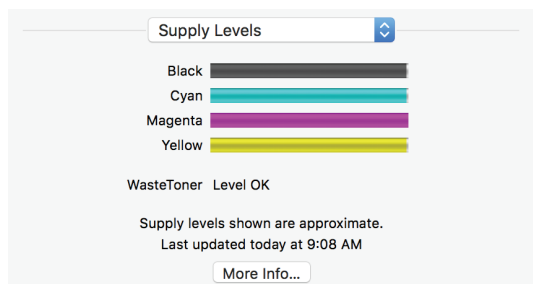 Supply Levels
Black
Cyan
Magenta
Yellow
WasteToner Level OK
Supply levels shown are approximate.
Last updated today at 9:08 AM
More Info...